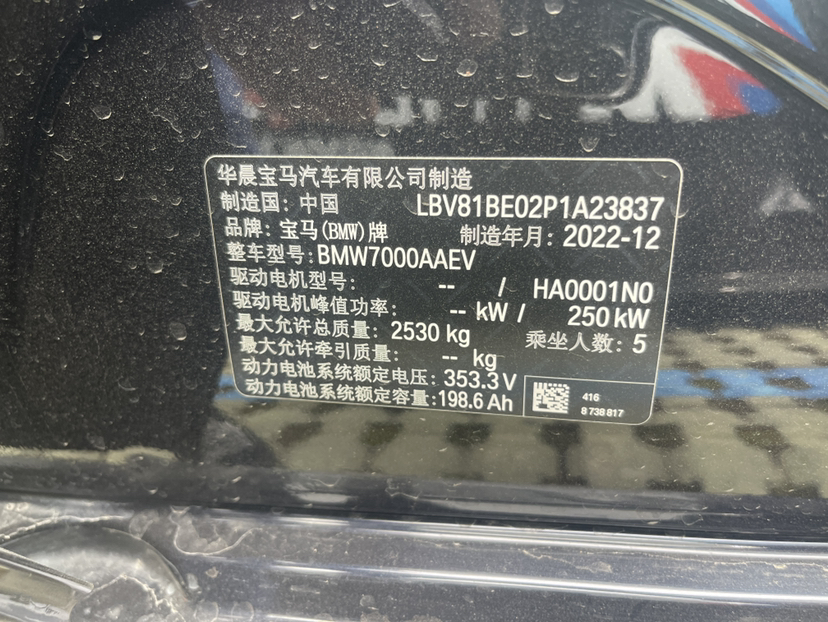 华晨宝马汽车有限公司制造
制造国：中国 LBV81BE02P1A23837
品牌：宝马(BMW)牌 制造年月：2022-12
整车型号：BMW7000AAEV
驱动电机型号： -- / HA0001N0
驱动电机峰值功率： -- kW / 250 kW
最大允许总质量：2530 kg 乘坐人数：5
最大允许牵引质量： -- kg
动力电池系统额定电压：353.3 V
动力电池系统额定容量：198.6 Ah
416
8 738 817